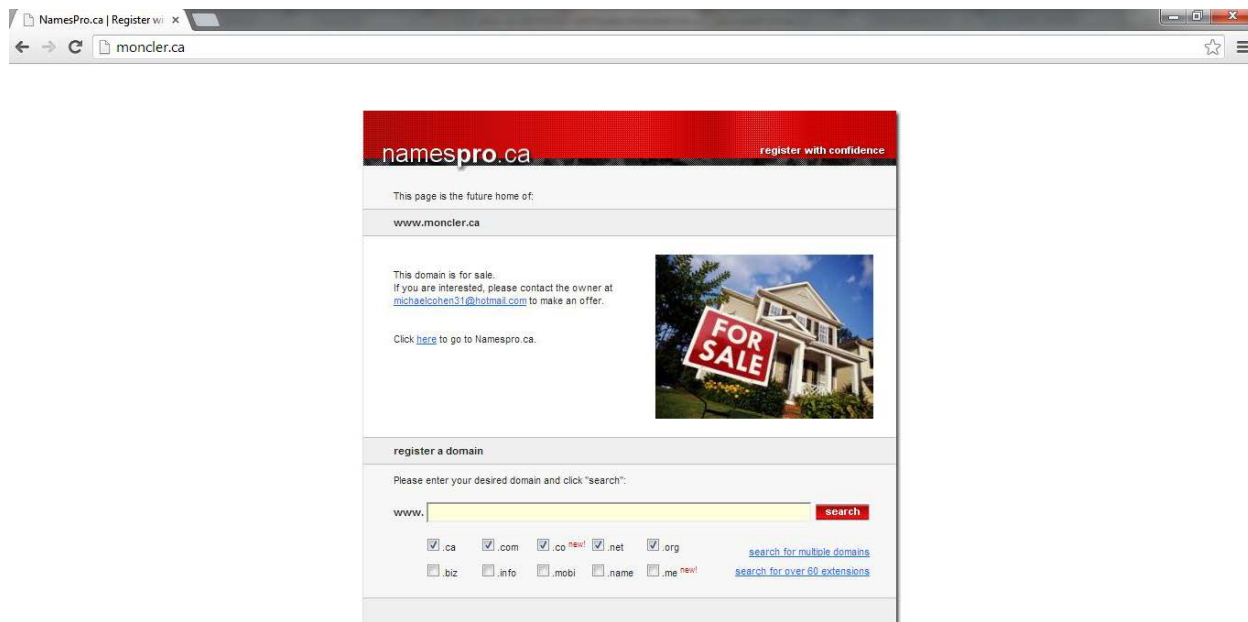 NamesPro.ca | Register wi
moncler.ca
namespro.ca
register with confidence
This page is the future home of:
www.moncler.ca
This domain is for sale.
If you are interested, please contact the owner at
michaelcohen31@hotmail.com to make an offer.
Click here to go to Namespro.ca.
FOR
SALE
register a domain
Please enter your desired domain and click "search":
www.
search
.ca .com .co new! .net .org
search for multiple domains
.biz .info .mobi .name .me new!
search for over 60 extensions